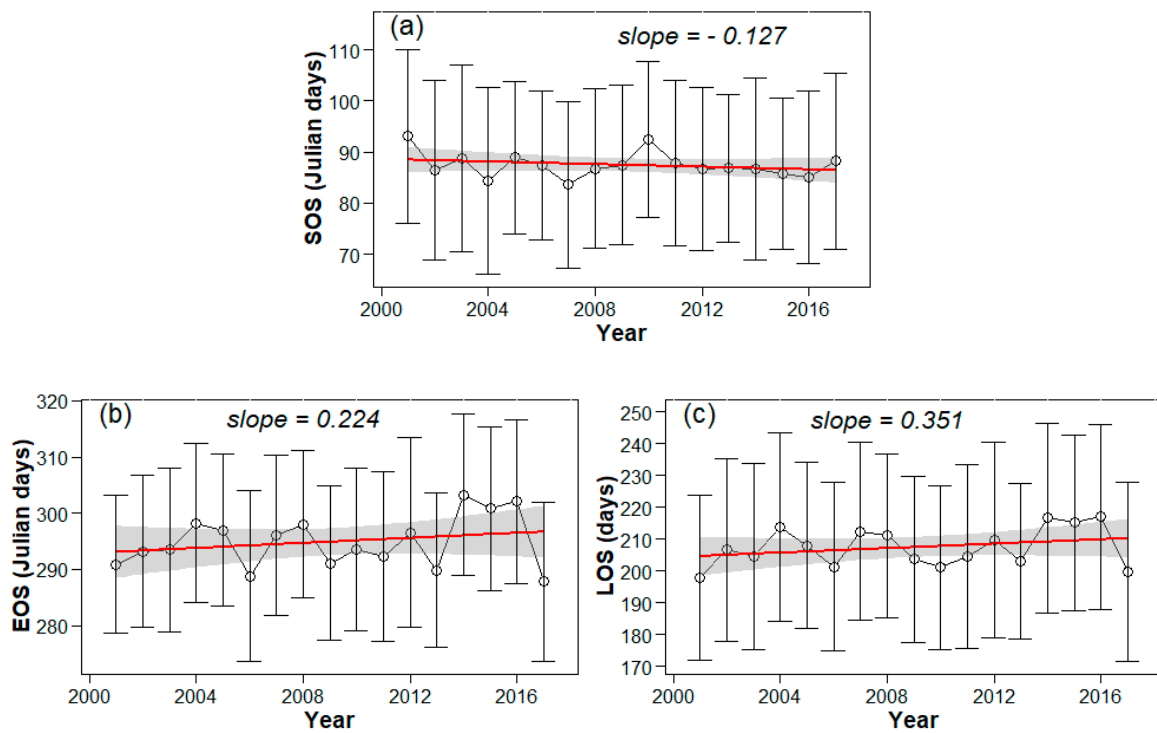 (a)
slope = - 0.127
SOS (Julian days)
110
100
90
80
70
2000
2004
2008
2012
2016
Year
(b)
slope = 0.224
EOS (Julian days)
320
310
300
290
280
2000
2004
2008
2012
2016
Year
(c)
slope = 0.351
LOS (days)
250
240
230
220
210
200
190
180
170
2000
2004
2008
2012
2016
Year